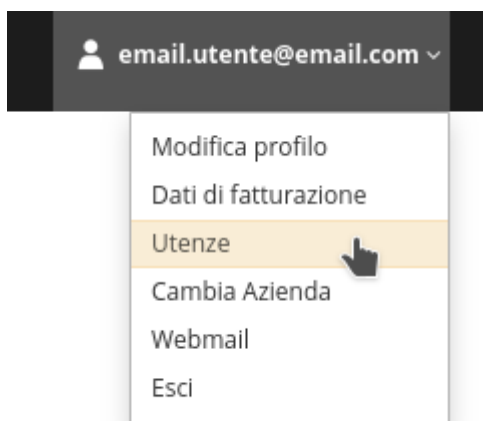 email.utente@email.com
Modifica profilo
Dati di fatturazione
Utenze
Cambia Azienda
Webmail
Esci